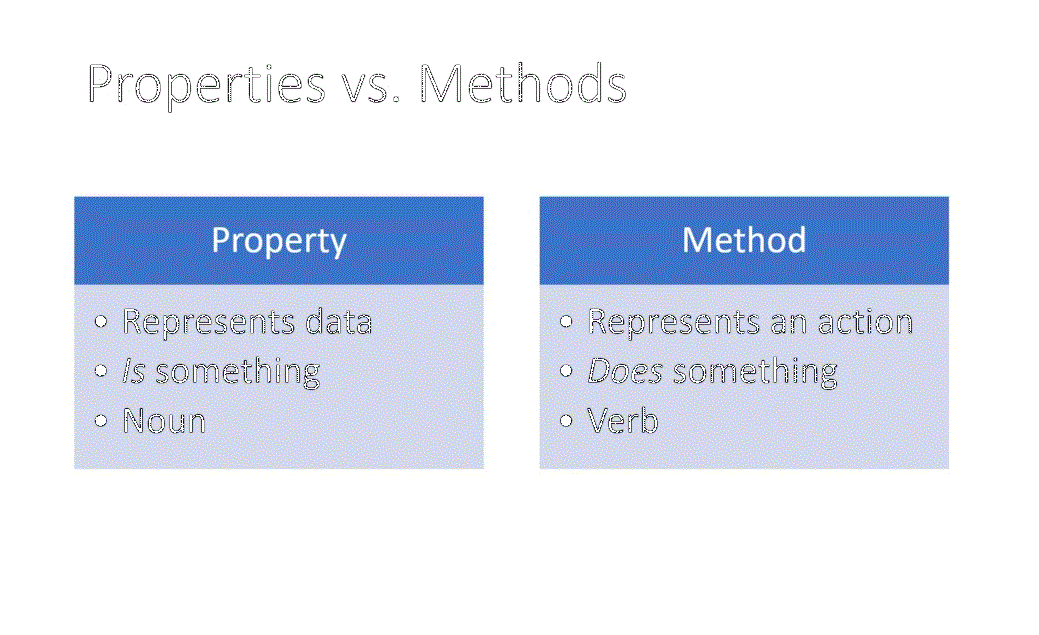 Properties vs. Methods
Property
• Represents data
• Is something
• Noun
Method
• Represents an action
• Does something
• Verb